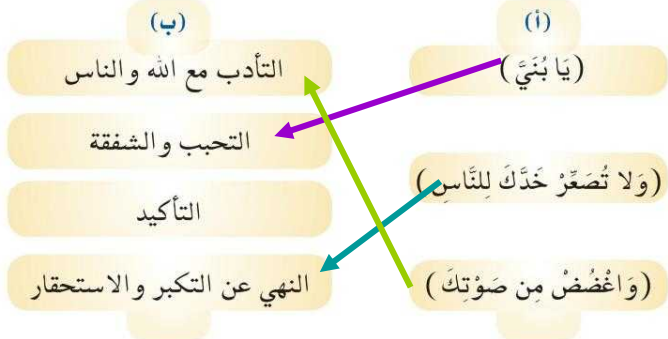 (أ)
(يَا بُنَيَّ)
(وَلا تُصَعِّرْ خَدَّكَ لِلنَّاسِ)
(وَاغْضُضْ مِن صَوْتِكَ)
(ب)
التأدب مع الله والناس
التحبب والشفقة
التأكيد
النهي عن التكبر والاستحقار